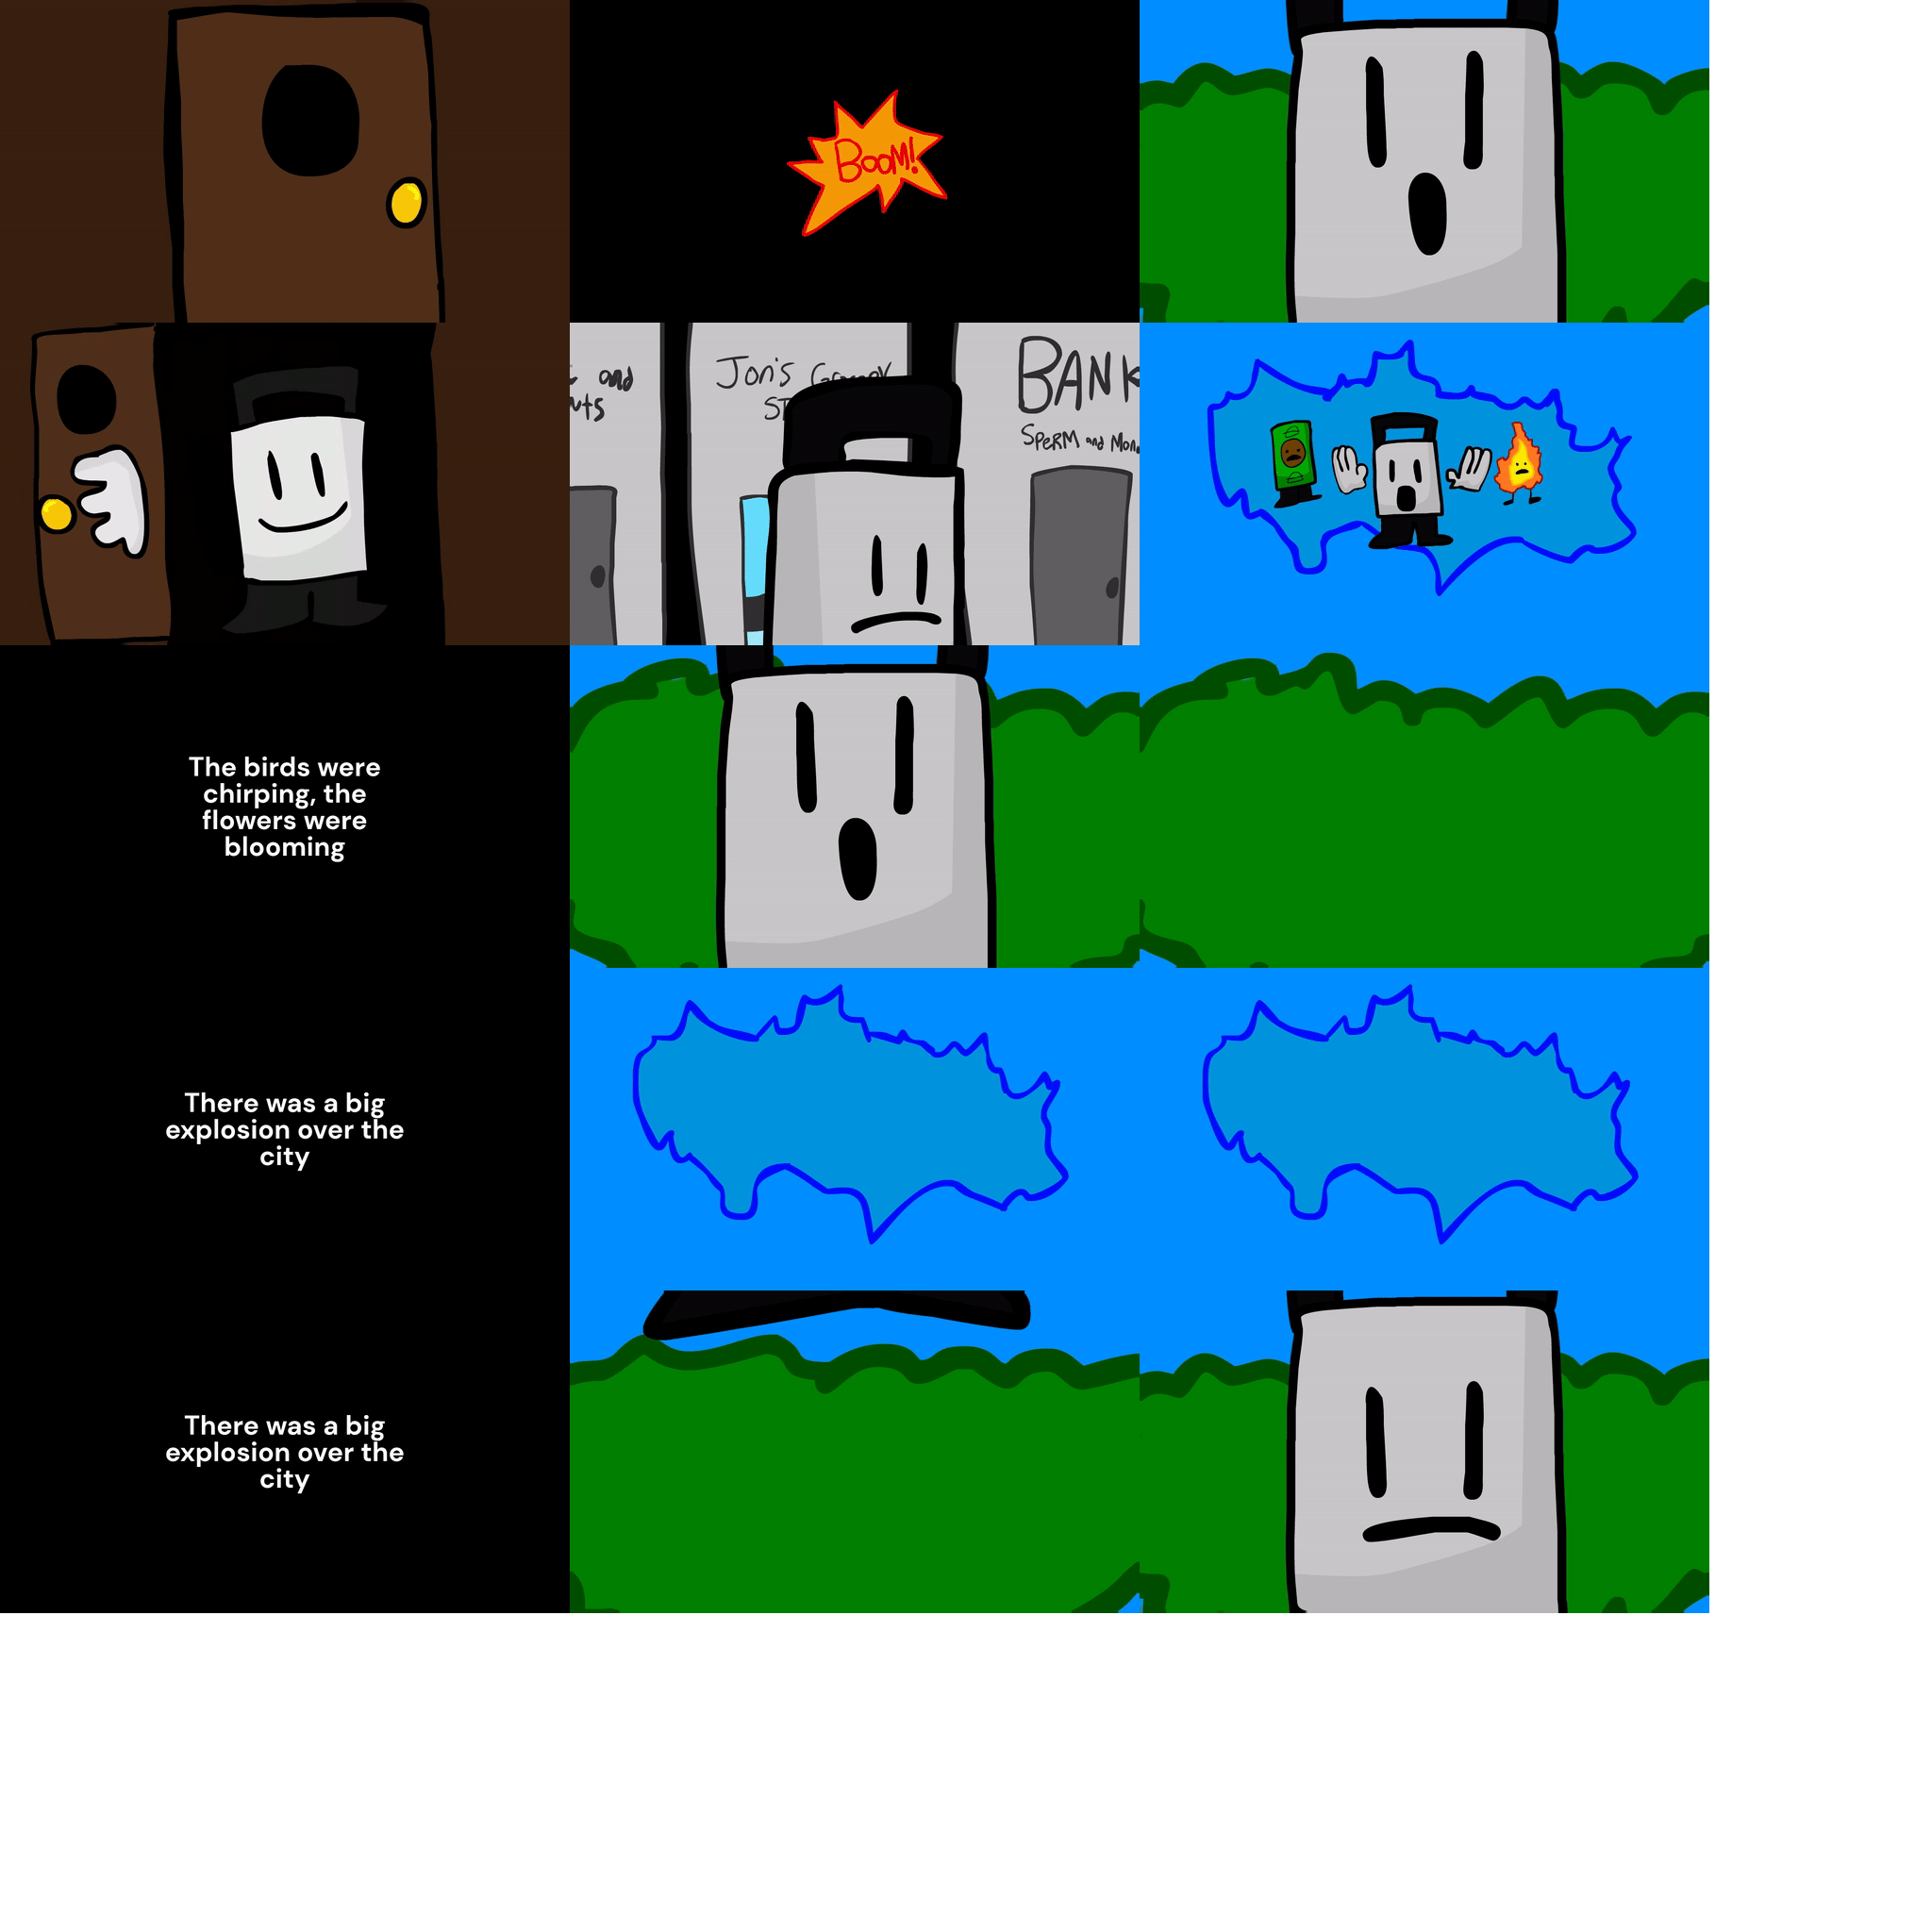 BOOM!
and
Jon's
BANK
SPERM and Mon
The birds were
chirping, the
flowers were
blooming
There was a big
explosion over the
city
There was a big
explosion over the
city